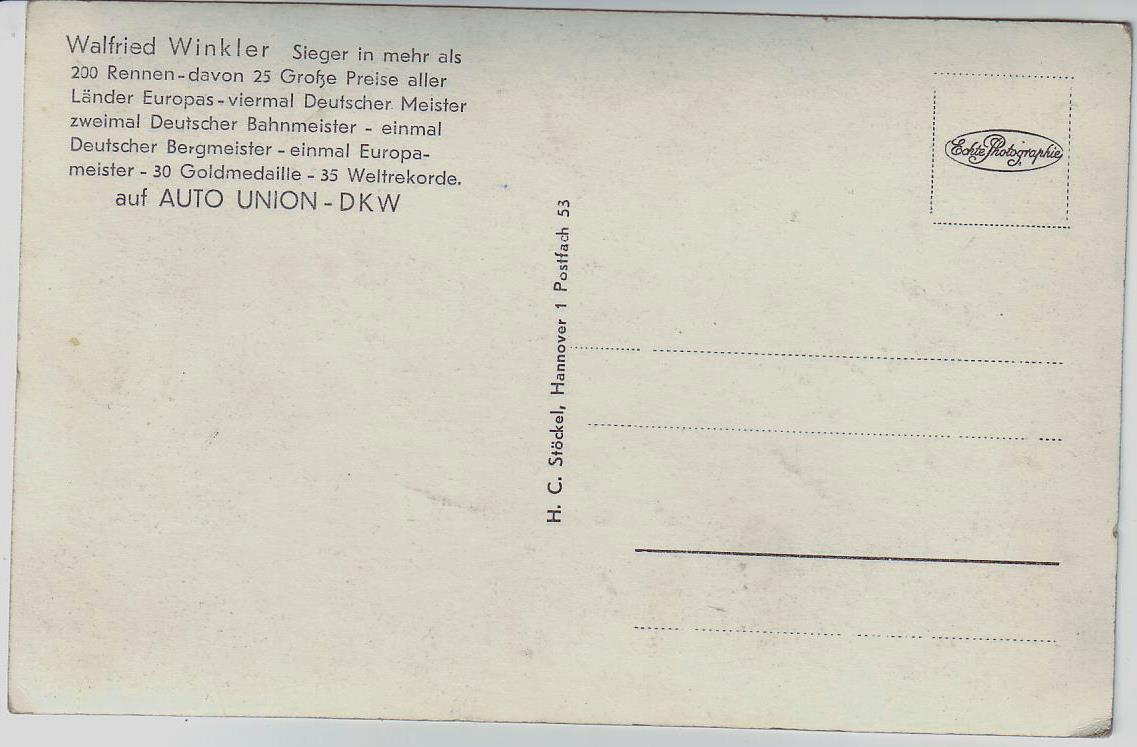 Walfried Winkler Sieger in mehr als
200 Rennen-davon 25 Große Preise aller
Länder Europas-viermal Deutscher Meister
zweimal Deutscher Bahnmeister - einmal
Deutscher Bergmeister - einmal Europa-
meister - 30 Goldmedaille - 35 Weltrekorde.
auf AUTO UNION - DKW
H. C. Stöckel, Hannover 1 Postfach 53
Echte Photographie